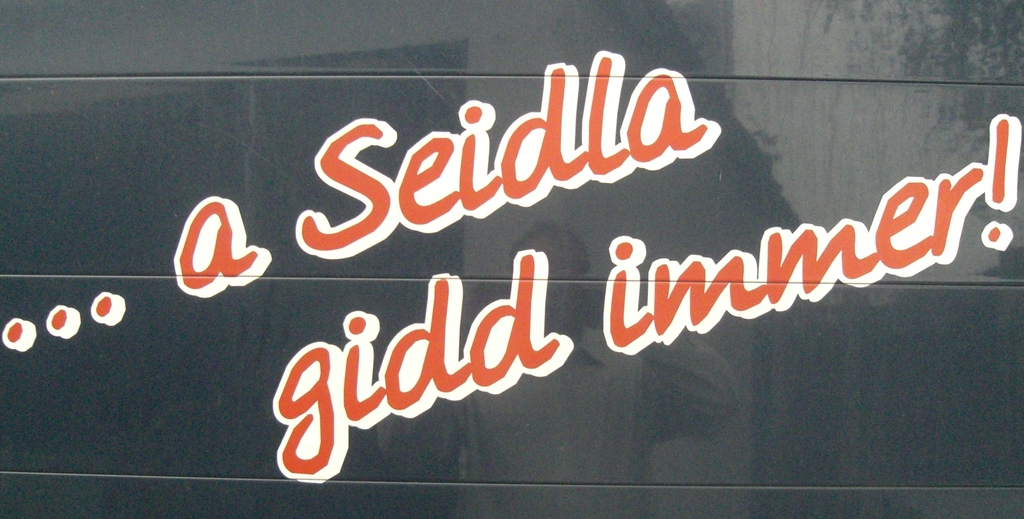 ... a Seidla
gidd immer!